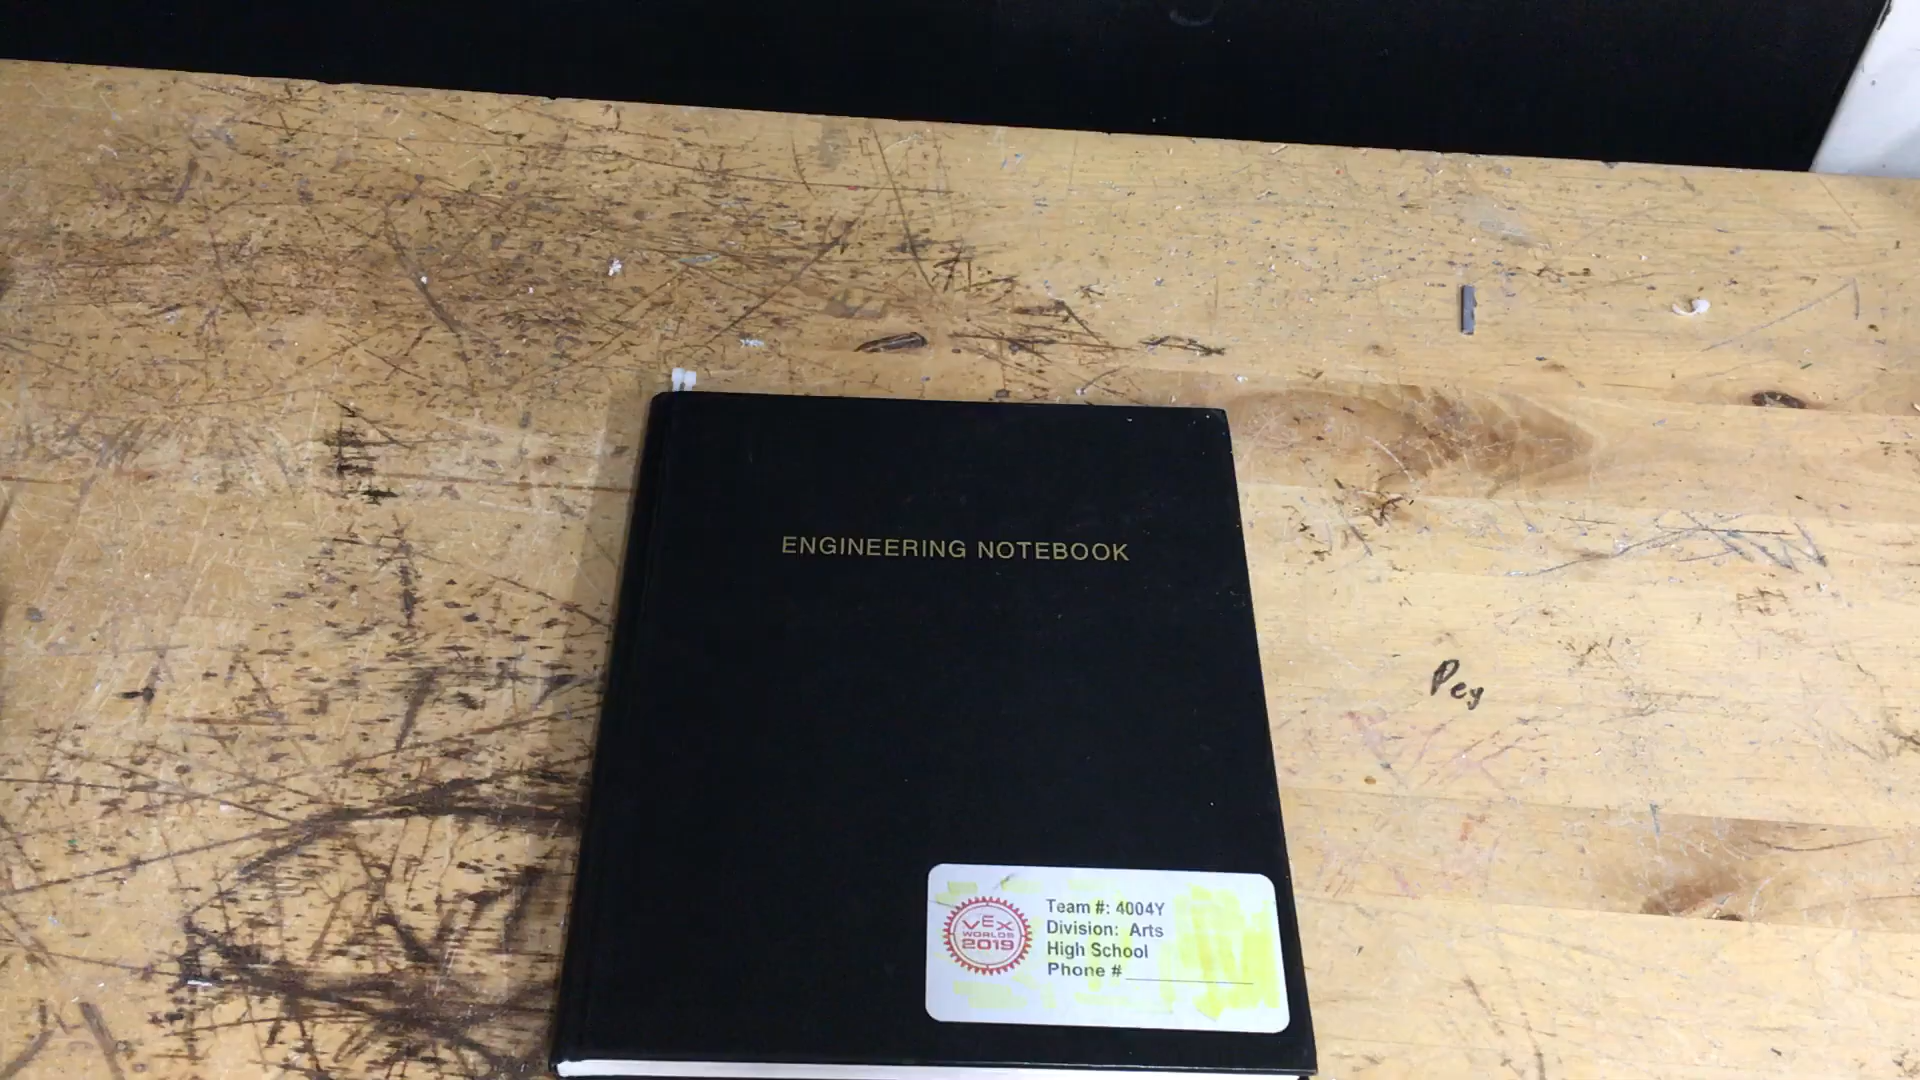 ENGINEERING NOTEBOOK
Pey
VEX
WORLDS
2019
Team #: 4004Y
Division: Arts
High School
Phone #